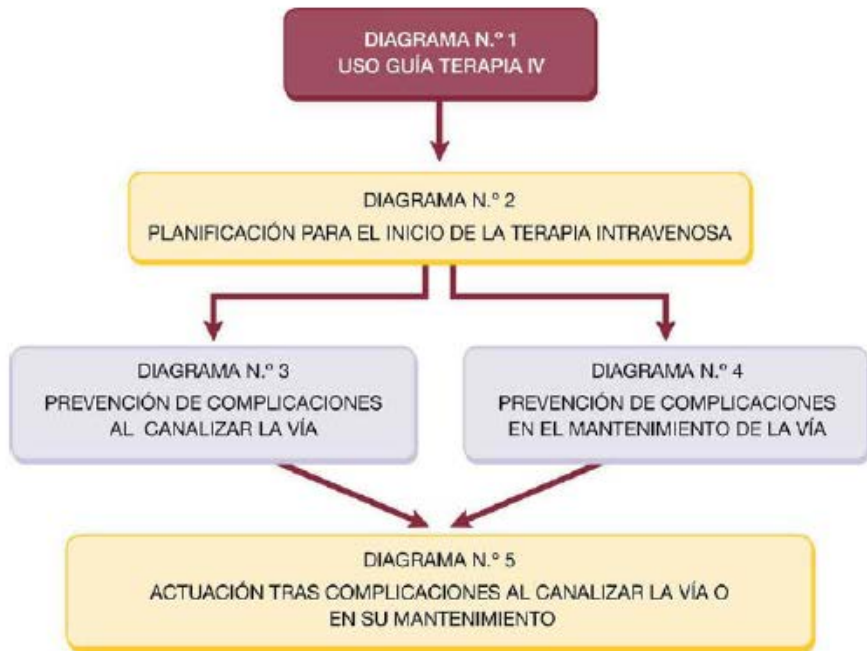 DIAGRAMA N.º 1
USO GUÍA TERAPIA IV
DIAGRAMA N.º 2
PLANIFICACIÓN PARA EL INICIO DE LA TERAPIA INTRAVENOSA
DIAGRAMA N.º 3
PREVENCIÓN DE COMPLICACIONES
AL CANALIZAR LA VÍA
DIAGRAMA N.º 4
PREVENCIÓN DE COMPLICACIONES
EN EL MANTENIMIENTO DE LA VÍA
DIAGRAMA N.º 5
ACTUACIÓN TRAS COMPLICACIONES AL CANALIZAR LA VÍA O
EN SU MANTENIMIENTO